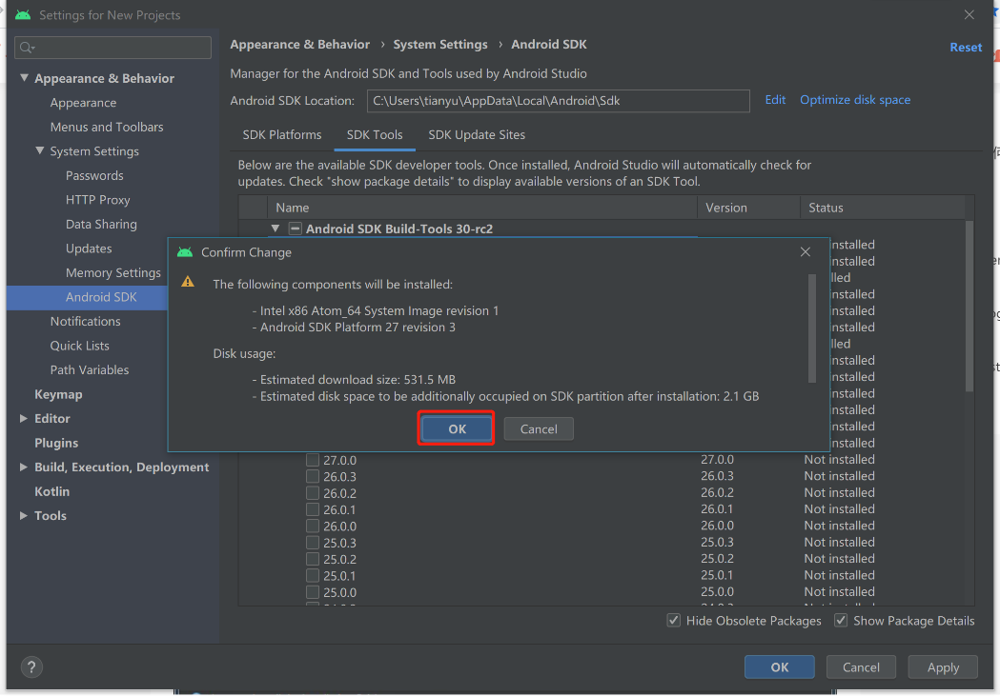 Settings for New Projects
Appearance & Behavior
Appearance
Menus and Toolbars
System Settings
Passwords
HTTP Proxy
Data Sharing
Updates
Memory Settings
Android SDK
Notifications
Quick Lists
Path Variables
Keymap
Editor
Plugins
Build, Execution, Deployment
Kotlin
Tools
Appearance & Behavior › System Settings › Android SDK
Reset
Manager for the Android SDK and Tools used by Android Studio
Android SDK Location: C:\Users\tianyu\AppData\Local\Android\Sdk Edit Optimize disk space
SDK Platforms SDK Tools SDK Update Sites
Below are the available SDK developer tools. Once installed, Android Studio will automatically check for
updates. Check "show package details" to display available versions of an SDK Tool.
Name Version Status
Android SDK Build-Tools 30-rc2
Confirm Change
The following components will be installed:
- Intel x86 Atom_64 System Image revision 1
- Android SDK Platform 27 revision 3
Disk usage:
- Estimated download size: 531.5 MB
- Estimated disk space to be additionally occupied on SDK partition after installation: 2.1 GB
OK Cancel
nstalled
nstalled
lled
nstalled
nstalled
nstalled
lled
nstalled
nstalled
nstalled
nstalled
nstalled
nstalled
27.0.0 27.0.0 Not installed
26.0.3 26.0.3 Not installed
26.0.2 26.0.2 Not installed
26.0.1 26.0.1 Not installed
26.0.0 26.0.0 Not installed
25.0.3 25.0.3 Not installed
25.0.2 25.0.2 Not installed
25.0.1 25.0.1 Not installed
25.0.0 25.0.0 Not installed
Hide Obsolete Packages Show Package Details
? OK Cancel Apply